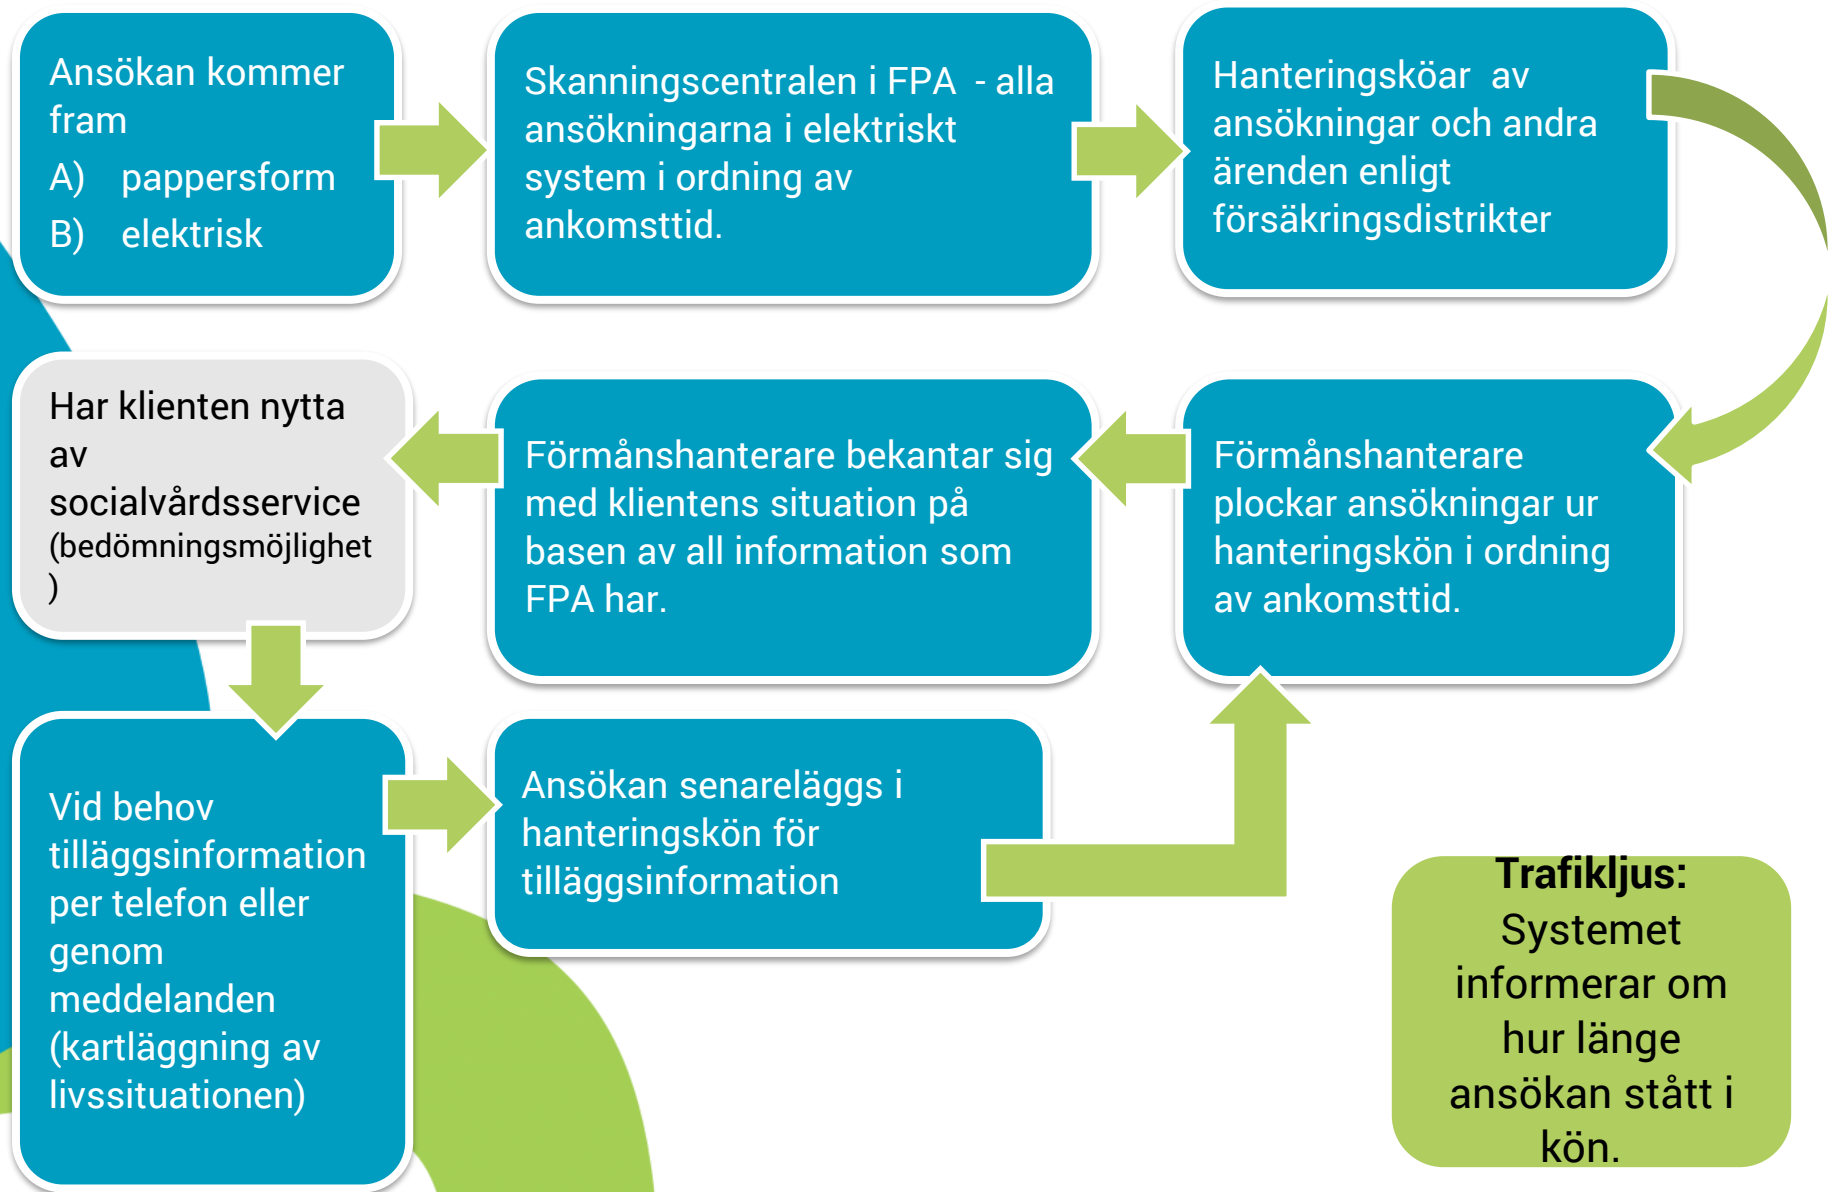 Ansökan kommer
fram
A) pappersform
B) elektrisk
Skanningscentralen i FPA - alla
ansökningarna i elektriskt
system i ordning av
ankomsttid.
Hanteringsköar av
ansökningar och andra
ärenden enligt
försäkringsdistrikter
Förmånshanterare
plockar ansökningar ur
hanteringskön i ordning
av ankomsttid.
Förmånshanterare bekantar sig
med klientens situation på
basen av all information som
FPA har.
Har klienten nytta
av
socialvårdsservice
(bedömningsmöjlighet
)
Vid behov
tilläggsinformation
per telefon eller
genom
meddelanden
(kartläggning av
livssituationen)
Ansökan senareläggs i
hanteringskön för
tilläggsinformation
Trafikljus:
Systemet
informerar om
hur länge
ansökan stått i
kön.